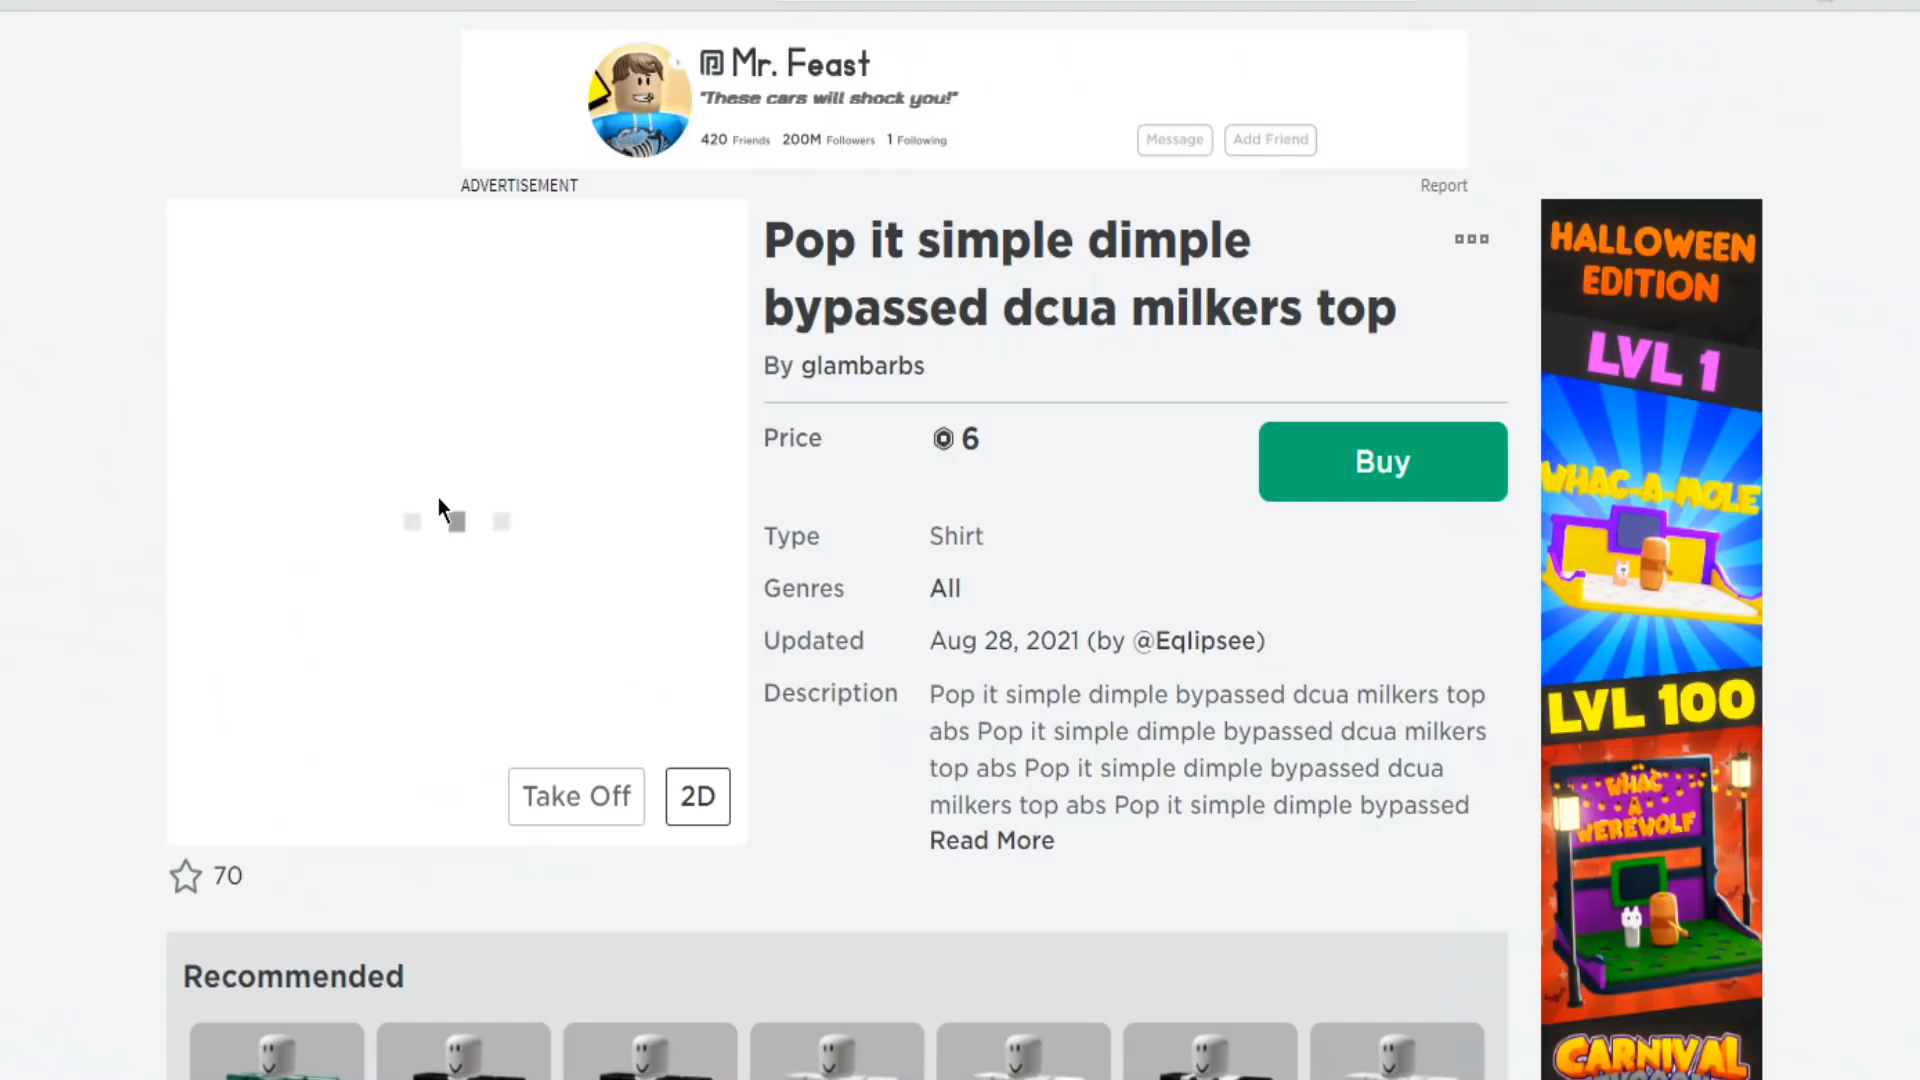 Mr. Feast
"These cars will shock you!"
420 Friends 200M Followers 1 Following
Message
Add Friend
ADVERTISEMENT
Report
Pop it simple dimple
bypassed dcua milkers top
By glambarbs
Price
6
Buy
Type
Shirt
Genres
All
Updated
Aug 28, 2021 (by @Eqlipsee)
Description
Pop it simple dimple bypassed dcua milkers top
abs Pop it simple dimple bypassed dcua milkers
top abs Pop it simple dimple bypassed dcua
milkers top abs Pop it simple dimple bypassed
Read More
Take Off
2D
70
Recommended
HALLOWEEN
EDITION
LVL 1
WHAC-A-MOLE
LVL 100
WHAC
A
WEREWOLF
CARNIVAL